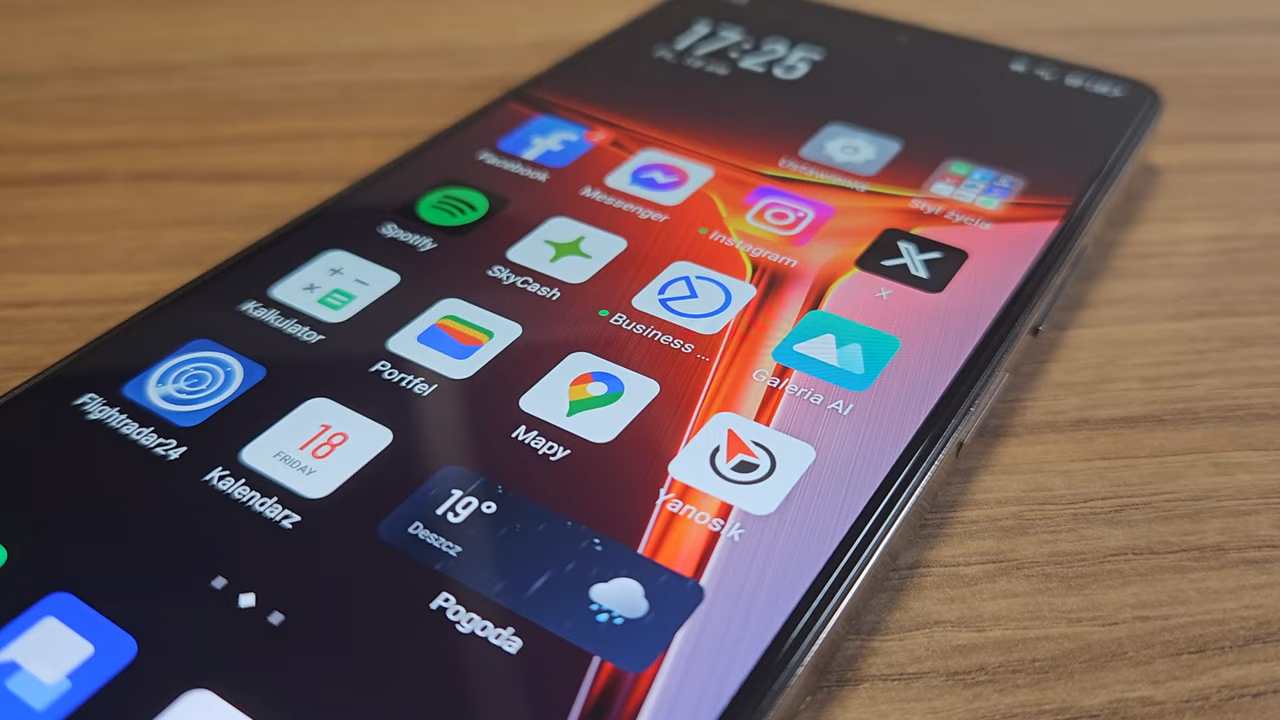 17:25
Facebook
2
Messenger
Instagram
Ustawienia
Styl życia
Spotify
SkyCash
Business ...
X
Kalkulator
Portfel
Mapy
Galeria AI
Flightradar24
18
FRIDAY
Kalendarz
19°
Deszcz
Pogoda
Yanosik